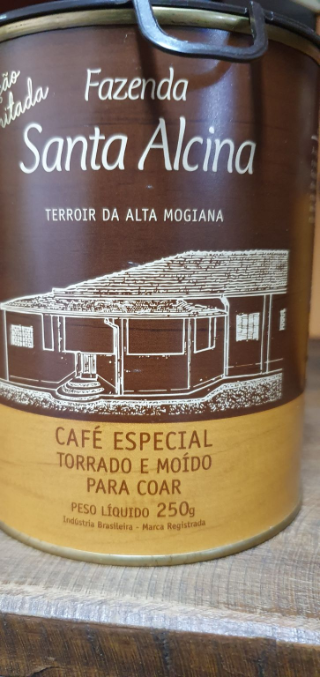 Fazenda
Santa Alcina
TERROIR DA ALTA MOGIANA
CAFÉ ESPECIAL
TORRADO E MOÍDO
PARA COAR
PESO LÍQUIDO 250g
Indústria Brasileira - Marca Registrada